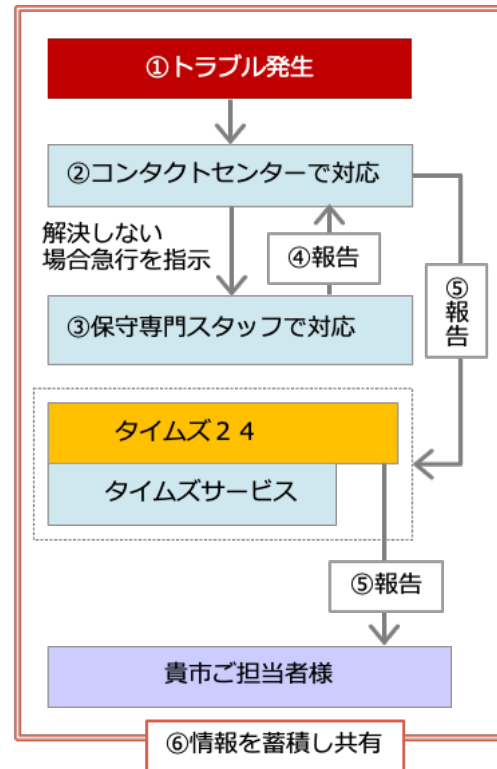 ①トラブル発生
②コンタクトセンターで対応
解決しない
場合急行を指示
④報告
⑤報告
③保守専門スタッフで対応
タイムズ２４
タイムズサービス
⑤報告
貴市ご担当者様
⑥情報を蓄積し共有